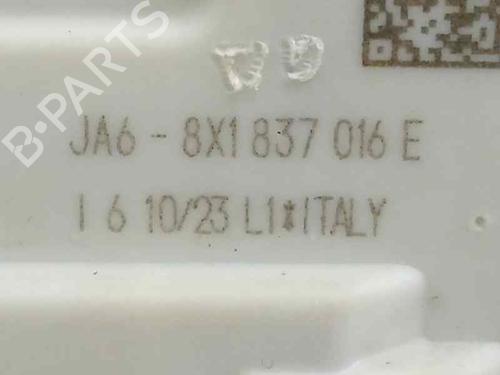 B-PARTS
JA6 - 8X1 837 016 E
I 6 10/23 L1*ITALY